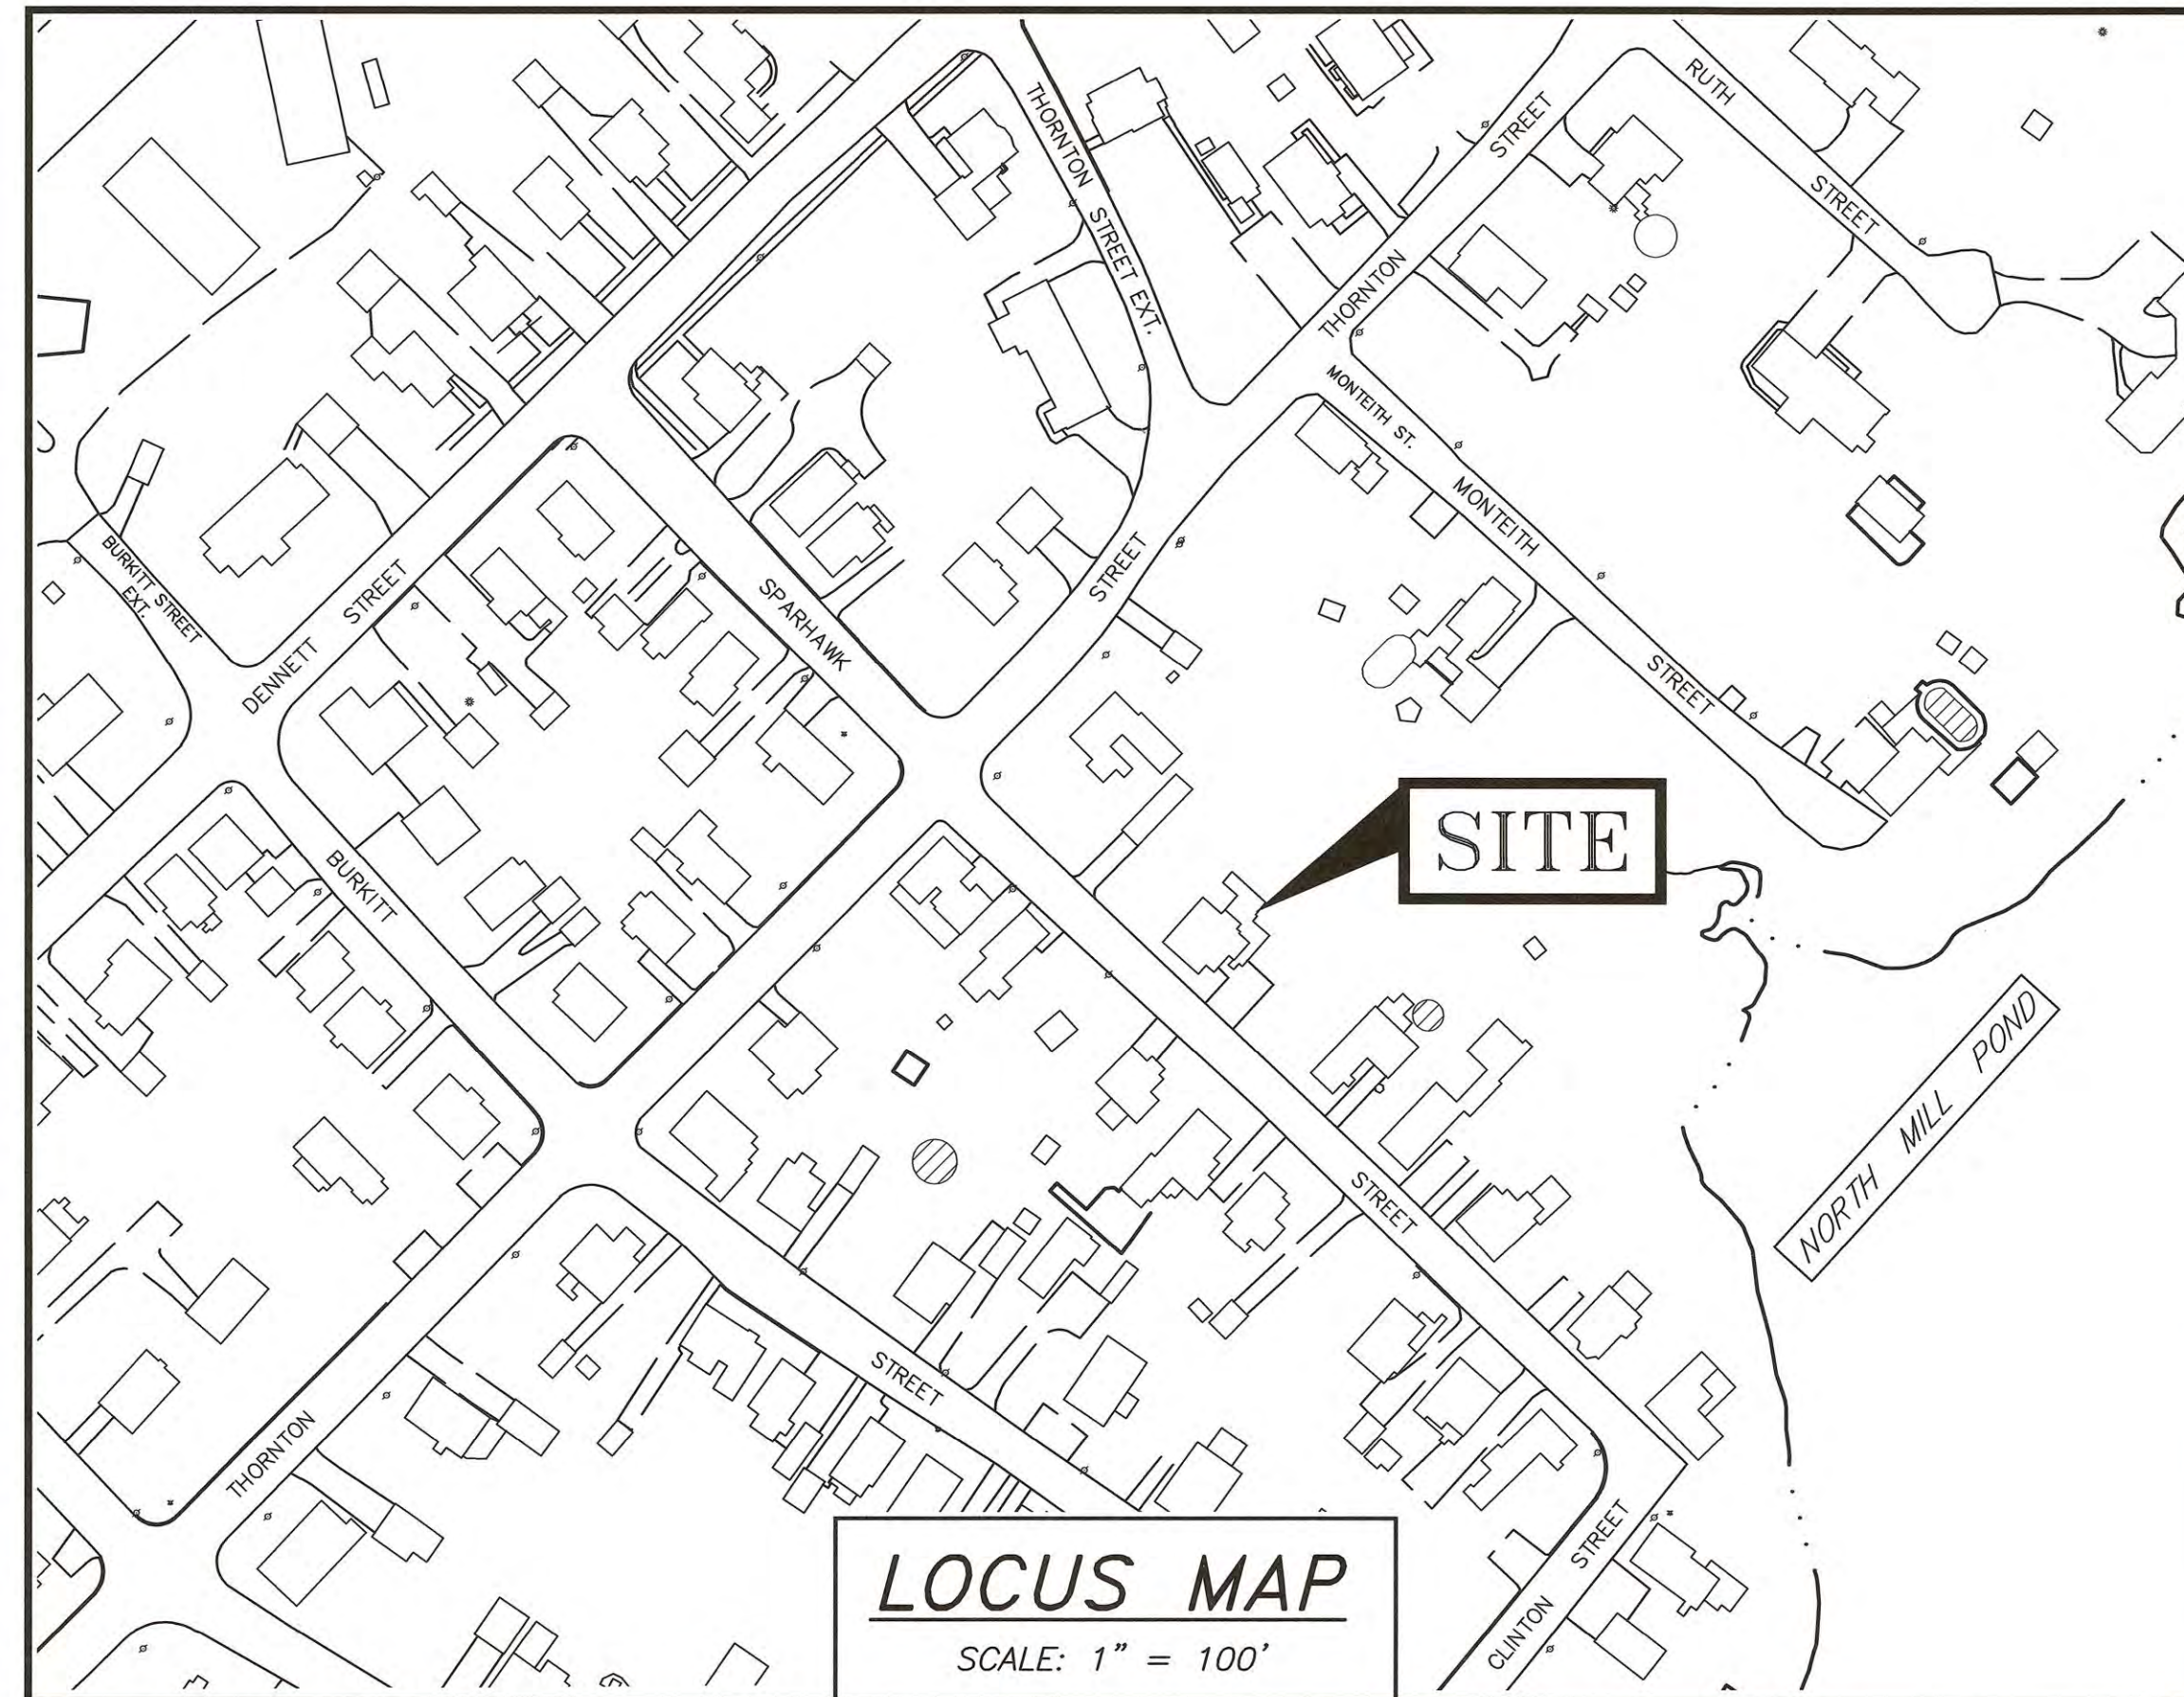 RUTH
STREET
THORNTON STREET EXT.
STREET
THORNTON
MONTEITH ST.
MONTEITH
STREET
BURKITT STREET
EXT.
DENNETT STREET
STREET
SPARHAWK
SITE
BURKITT
NORTH MILL POND
STREET
STREET
THORNTON
STREET
CLINTON
LOCUS MAP
SCALE: 1" = 100'